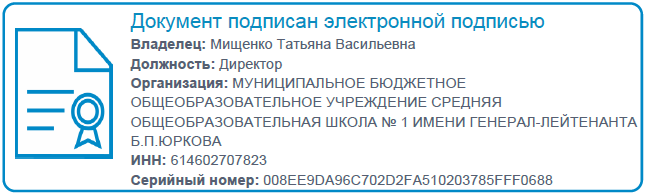 Документ подписан электронной подписью
Владелец: Мищенко Татьяна Васильевна
Должность: Директор
Организация: МУНИЦИПАЛЬНОЕ БЮДЖЕТНОЕ
ОБЩЕОБРАЗОВАТЕЛЬНОЕ УЧРЕЖДЕНИЕ СРЕДНЯЯ
ОБЩЕОБРАЗОВАТЕЛЬНАЯ ШКОЛА № 1 ИМЕНИ ГЕНЕРАЛ-ЛЕЙТЕНАНТА
Б.П.ЮРКОВА
ИНН: 614602707823
Серийный номер: 008EE9DA96C702D2FA510203785FFF0688